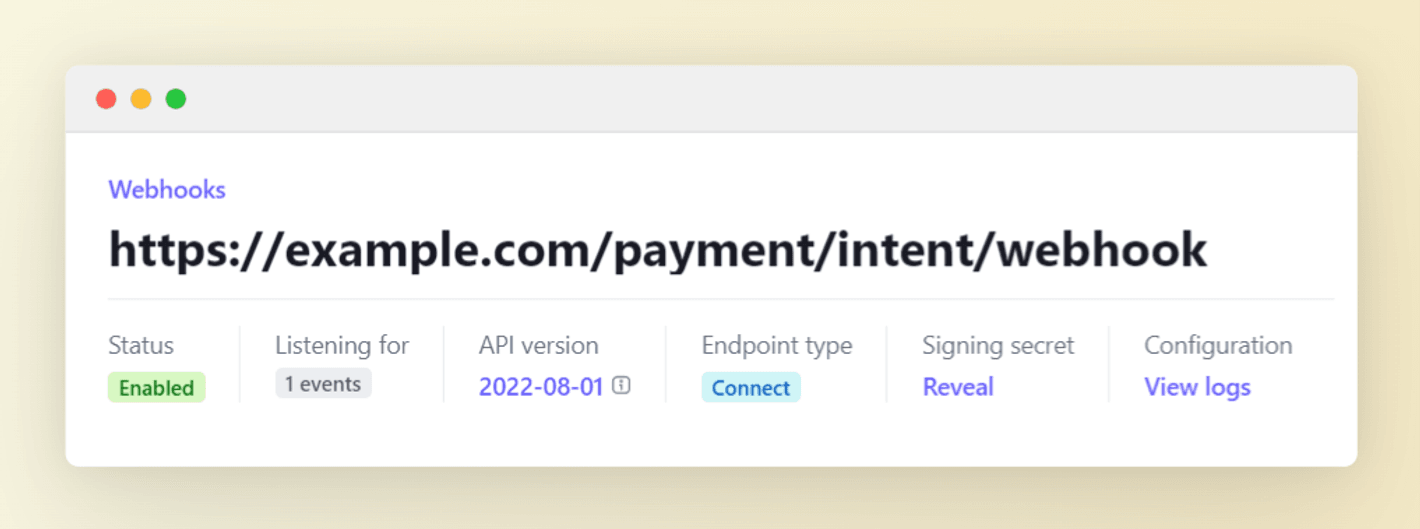 Webhooks
https://example.com/payment/intent/webhook
Status Listening for API version Endpoint type Signing secret Configuration
Enabled 1 events 2022-08-01 Connect Reveal View logs